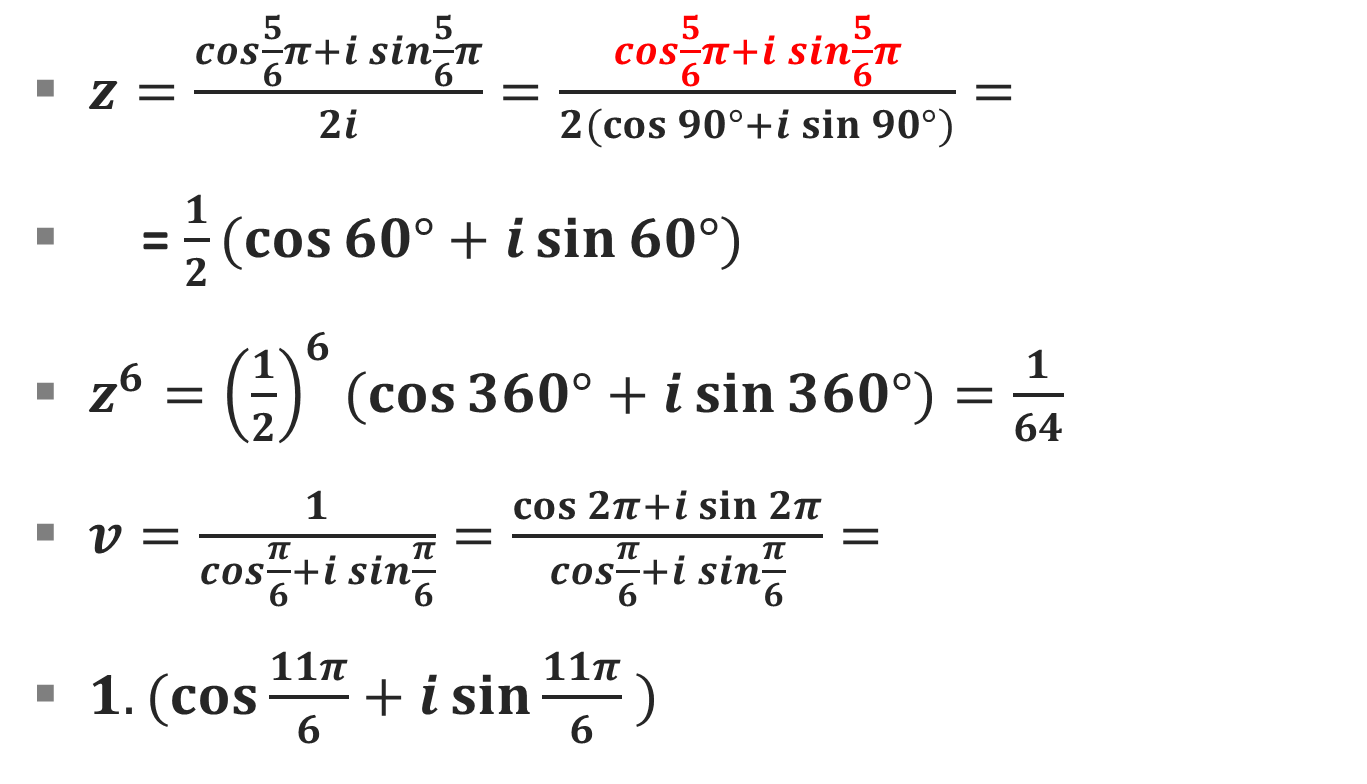 ▪ z = (cos 5/6 π + i sin 5/6 π) / 2i = (cos 5/6 π + i sin 5/6 π) / 2(cos 90° + i sin 90°) =
▪ = 1/2 (cos 60° + i sin 60°)
▪ z⁶ = (1/2)⁶ (cos 360° + i sin 360°) = 1/64
▪ v = 1 / (cos π/6 + i sin π/6) = (cos 2π + i sin 2π) / (cos π/6 + i sin π/6) =
▪ 1. (cos 11π/6 + i sin 11π/6 )